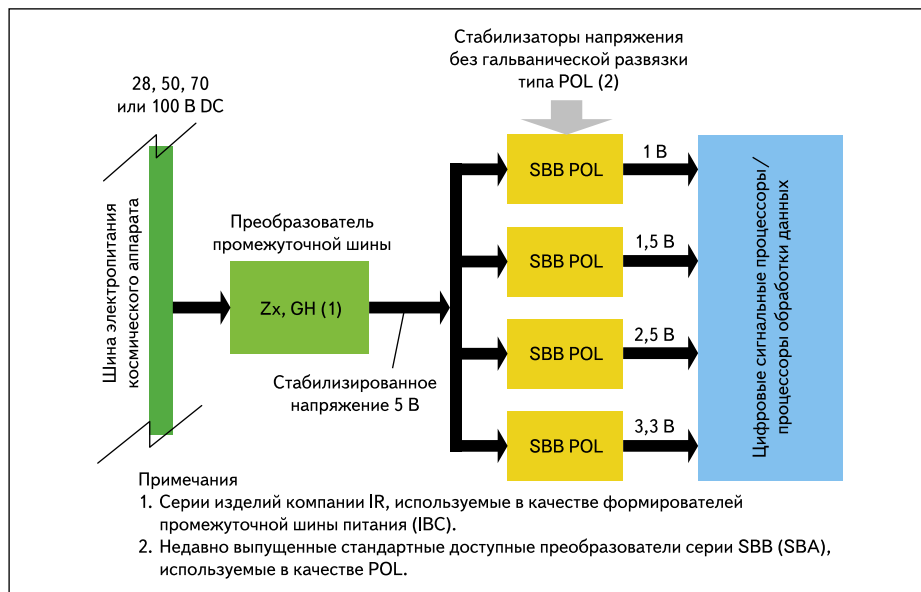 Стабилизаторы напряжения
без гальванической развязки
типа POL (2)
28, 50, 70
или 100 В DC
Шина электропитания
космического аппарата
Преобразователь
промежуточной шины
Zx, GH (1)
Стабилизированное
напряжение 5 В
SBB POL
1 В
SBB POL
1,5 В
SBB POL
2,5 В
SBB POL
3,3 В
Цифровые сигнальные процессоры/
процессоры обработки данных
Примечания
1. Серии изделий компании IR, используемые в качестве формирователей
промежуточной шины питания (IBC).
2. Недавно выпущенные стандартные доступные преобразователи серии SBB (SBA),
используемые в качестве POL.